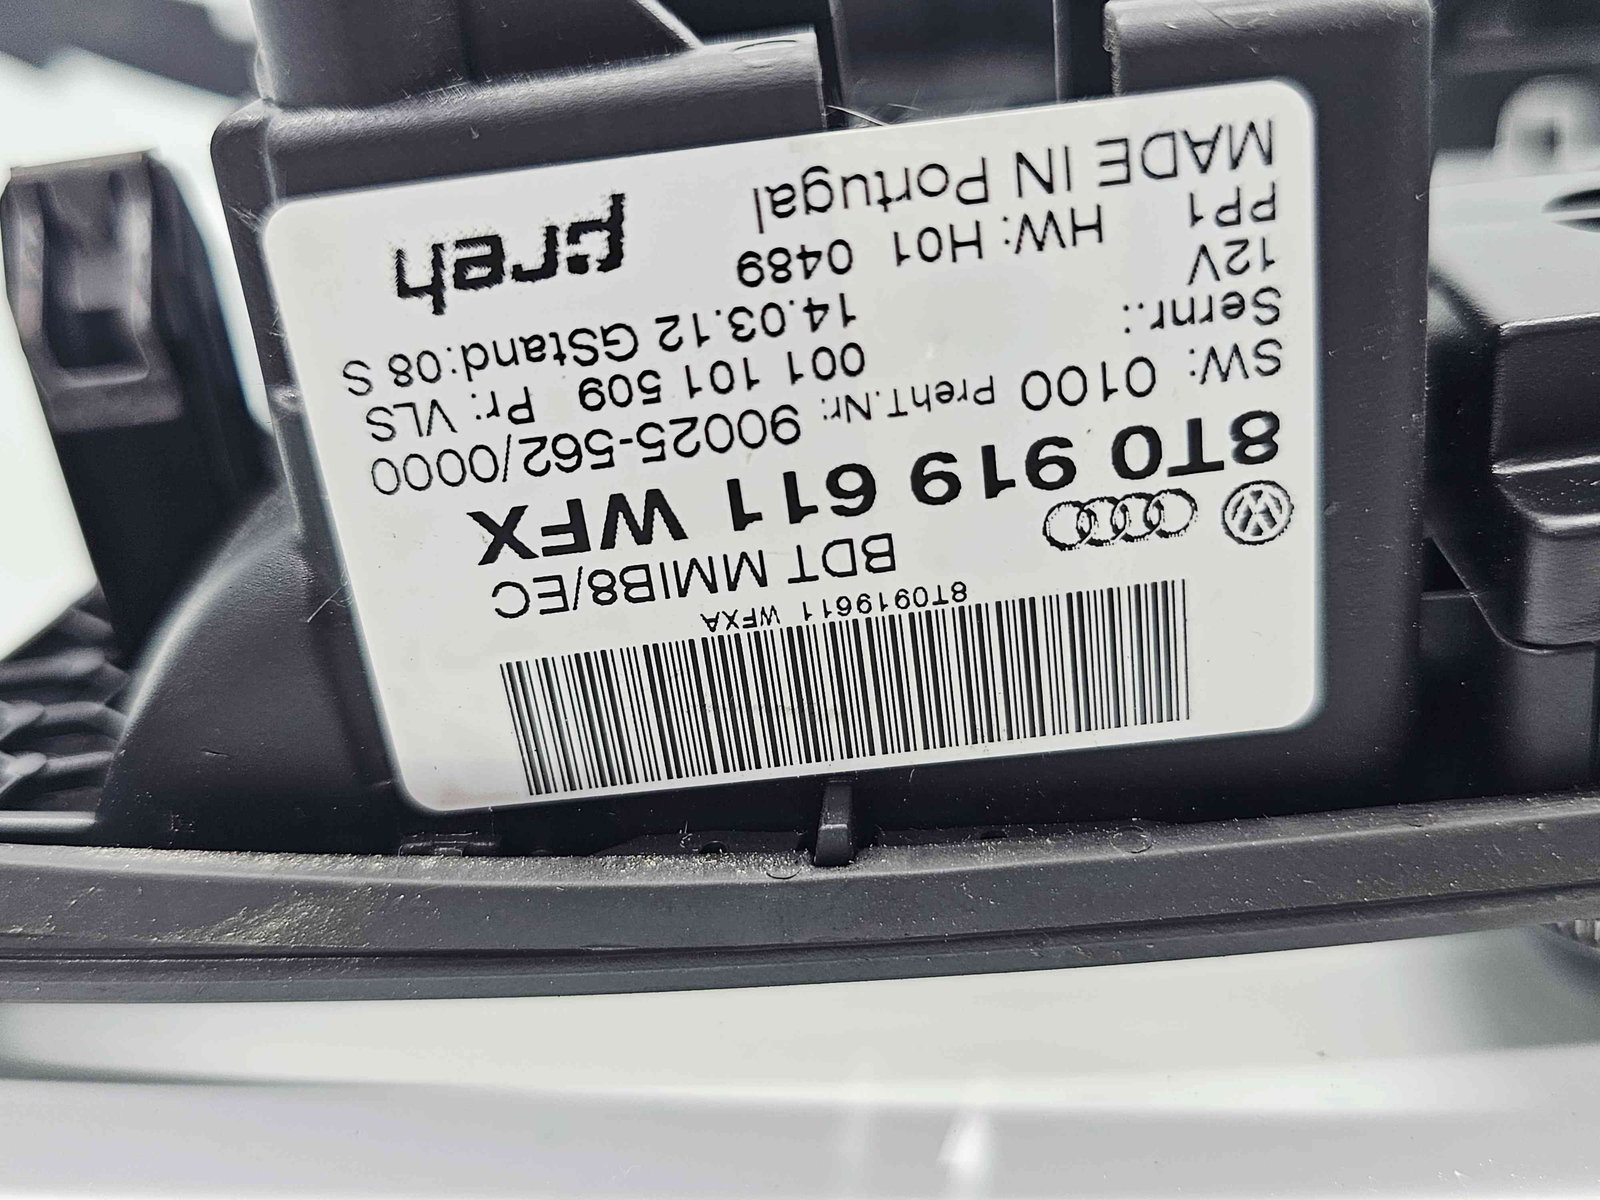 8T0919611 WFXA
BDT MMIB8/EC
8T0 919 611 WFX
SW: 0100 PrehT.Nr: 90025-562/0000
Sernr.: 001 101 509 Pr: VLS
12V 14.03.12 GStand:08 S
PP1 HW: H01 0489
MADE IN Portugal preh